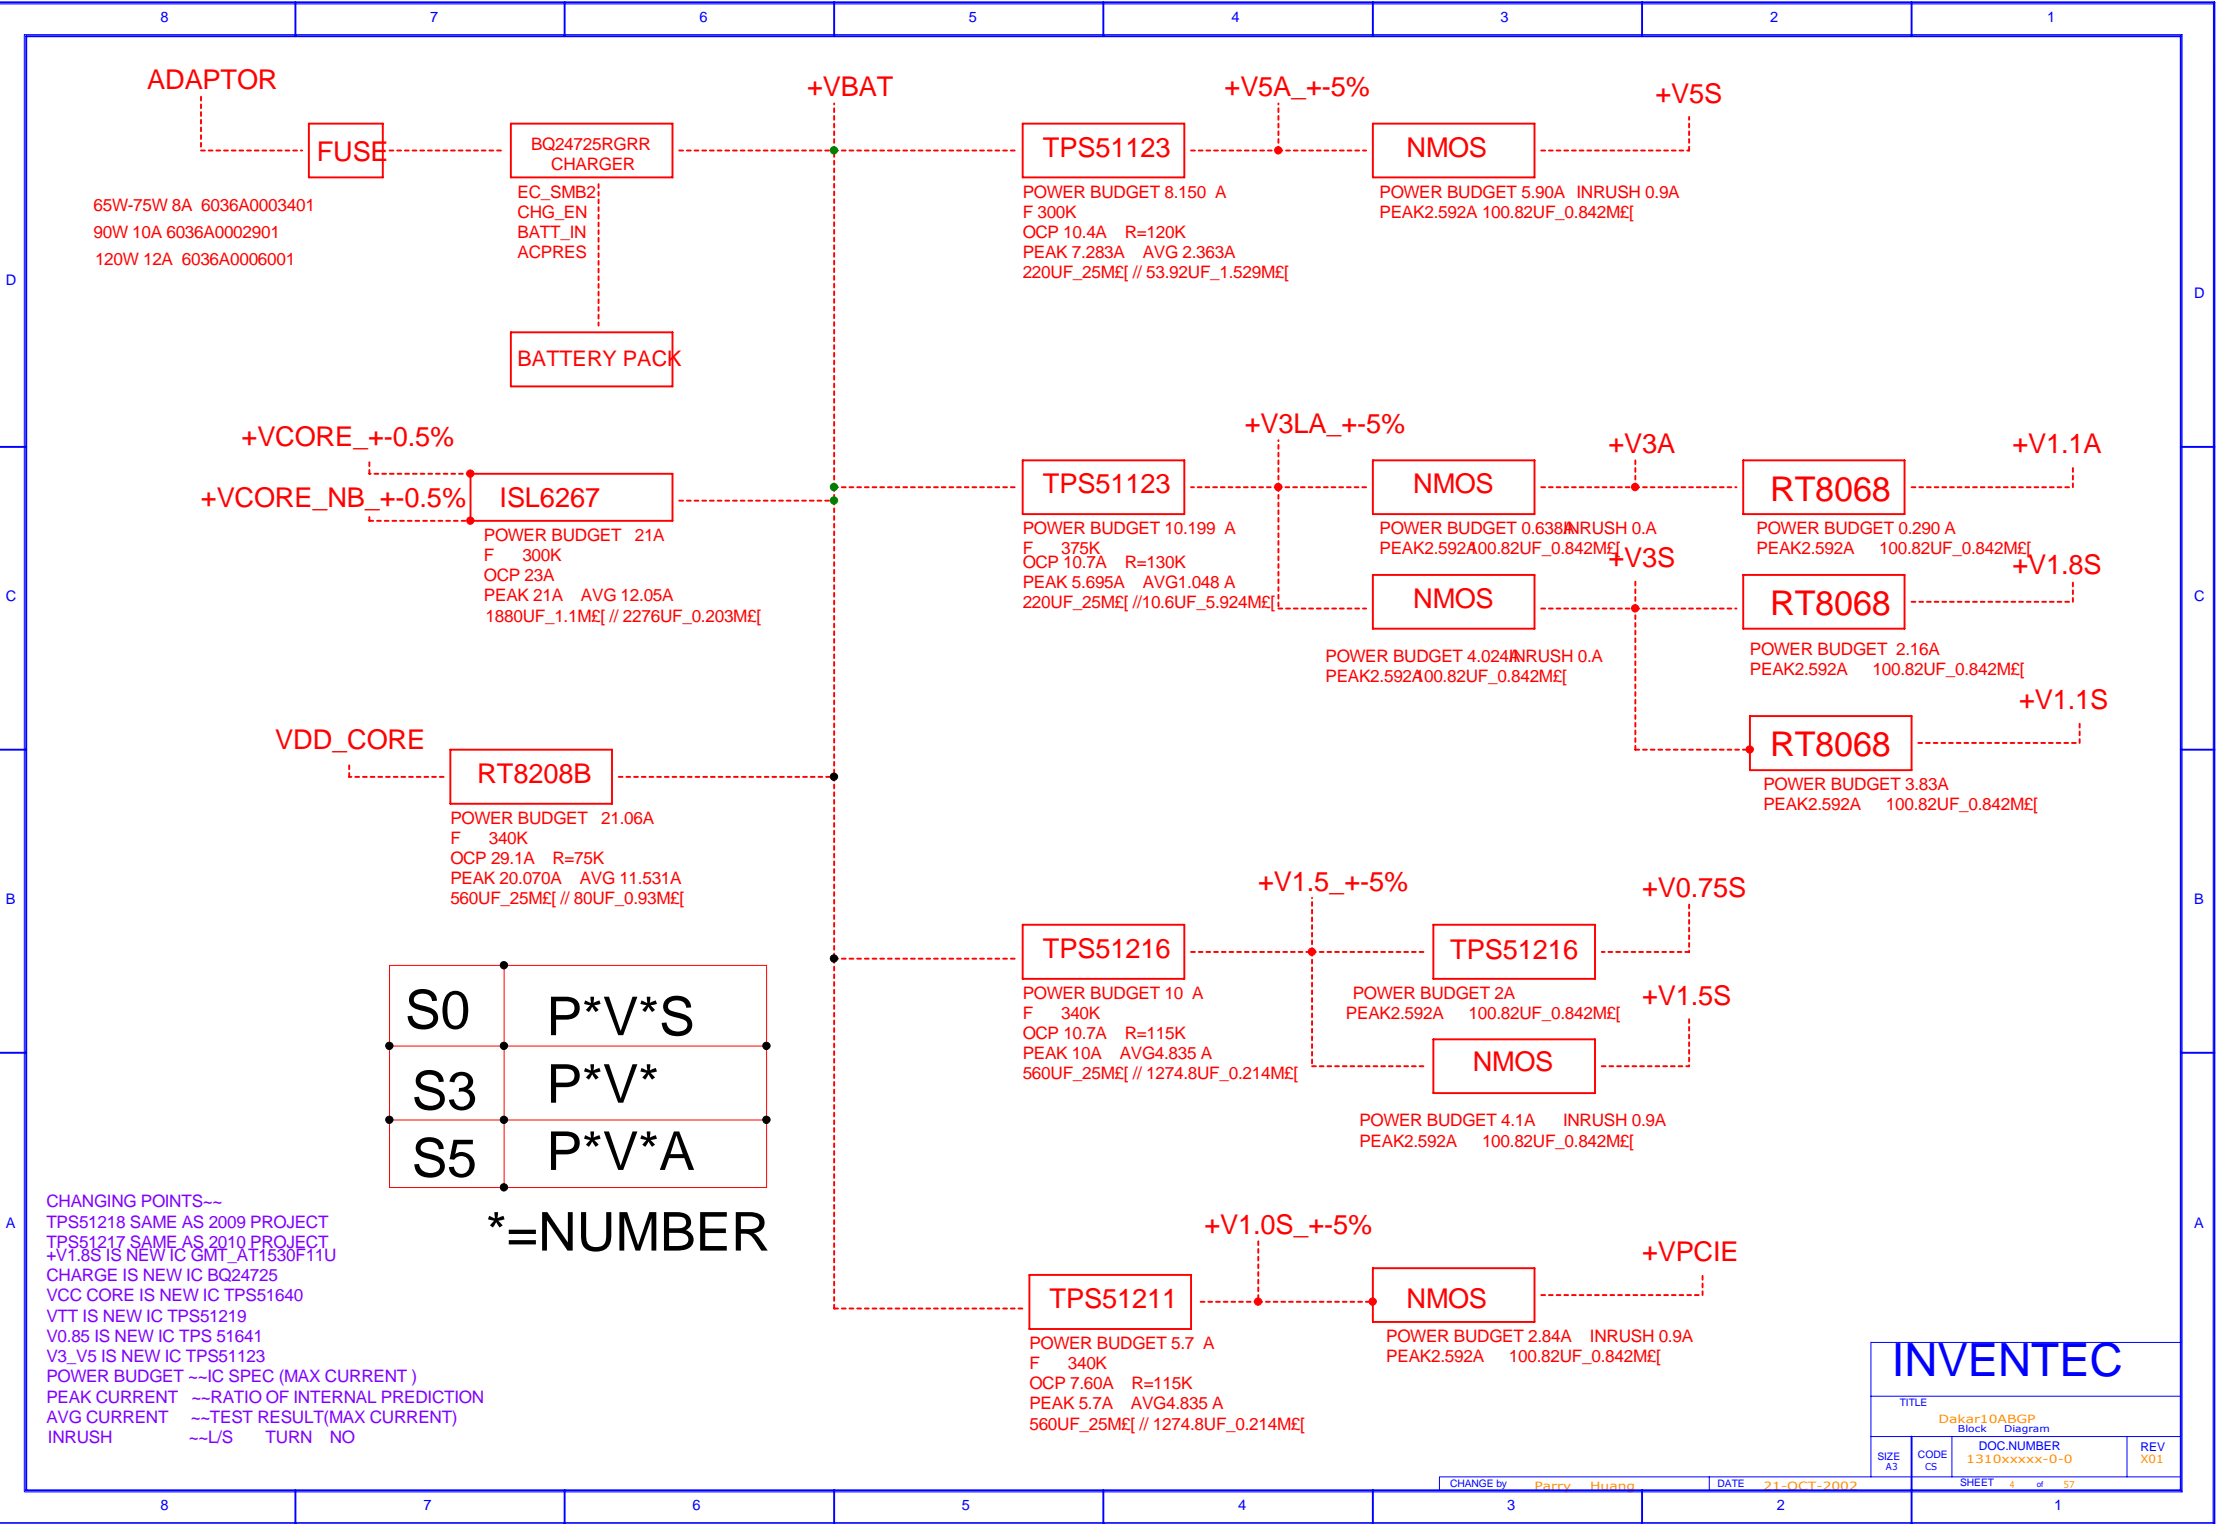 8 7 6 5 4 3 2 1
ADAPTOR
FUSE
BQ24725RGRR
CHARGER
65W-75W 8A 6036A0003401
90W 10A 6036A0002901
120W 12A 6036A0006001
EC_SMB2
CHG_EN
BATT_IN
ACPRES
BATTERY PACK
+VBAT
+V5A_+-5%
+V5S
TPS51123
POWER BUDGET 8.150 A
F 300K
OCP 10.4A R=120K
PEAK 7.283A AVG 2.363A
220UF_25M£[ // 53.92UF_1.529M£[
NMOS
POWER BUDGET 5.90A INRUSH 0.9A
PEAK2.592A 100.82UF_0.842M£[
D
D
+VCORE_+-0.5%
+VCORE_NB_+-0.5%
ISL6267
POWER BUDGET 21A
F 300K
OCP 23A
PEAK 21A AVG 12.05A
1880UF_1.1M£[ // 2276UF_0.203M£[
+V3LA_+-5%
TPS51123
POWER BUDGET 10.199 A
F 375K
OCP 10.7A R=130K
PEAK 5.695A AVG1.048 A
220UF_25M£[ //10.6UF_5.924M£[
NMOS
POWER BUDGET 0.638A INRUSH 0.A
PEAK2.592A 100.82UF_0.842M£[
+V3A
RT8068
+V1.1A
POWER BUDGET 0.290 A
PEAK2.592A 100.82UF_0.842M£[
+V3S
NMOS
POWER BUDGET 4.024A INRUSH 0.A
PEAK2.592A 100.82UF_0.842M£[
RT8068
+V1.8S
POWER BUDGET 2.16A
PEAK2.592A 100.82UF_0.842M£[
+V1.1S
RT8068
POWER BUDGET 3.83A
PEAK2.592A 100.82UF_0.842M£[
C
C
VDD_CORE
RT8208B
POWER BUDGET 21.06A
F 340K
OCP 29.1A R=75K
PEAK 20.070A AVG 11.531A
560UF_25M£[ // 80UF_0.93M£[
+V1.5_+-5%
+V0.75S
TPS51216
POWER BUDGET 10 A
F 340K
OCP 10.7A R=115K
PEAK 10A AVG4.835 A
560UF_25M£[ // 1274.8UF_0.214M£[
TPS51216
POWER BUDGET 2A
PEAK2.592A 100.82UF_0.842M£[
+V1.5S
NMOS
POWER BUDGET 4.1A INRUSH 0.9A
PEAK2.592A 100.82UF_0.842M£[
B
B
S0 P*V*S
S3 P*V*
S5 P*V*A
*=NUMBER
+V1.0S_+-5%
+VPCIE
TPS51211
POWER BUDGET 5.7 A
F 340K
OCP 7.60A R=115K
PEAK 5.7A AVG4.835 A
560UF_25M£[ // 1274.8UF_0.214M£[
NMOS
POWER BUDGET 2.84A INRUSH 0.9A
PEAK2.592A 100.82UF_0.842M£[
A
A
CHANGING POINTS~~
TPS51218 SAME AS 2009 PROJECT
TPS51217 SAME AS 2010 PROJECT
+V1.8S IS NEW IC GMT_AT1530F11U
CHARGE IS NEW IC BQ24725
VCC CORE IS NEW IC TPS51640
VTT IS NEW IC TPS51219
V0.85 IS NEW IC TPS 51641
V3_V5 IS NEW IC TPS51123
POWER BUDGET ~~IC SPEC (MAX CURRENT )
PEAK CURRENT ~~RATIO OF INTERNAL PREDICTION
AVG CURRENT ~~TEST RESULT(MAX CURRENT)
INRUSH ~~L/S TURN NO
INVENTEC
TITLE
Dakar10ABGP
Block Diagram
SIZE A3
CODE CS
DOC.NUMBER
1310xxxxx-0-0
REV X01
CHANGE by Parry Huang
DATE 21-OCT-2002
SHEET 4 of 57
8 7 6 5 4 3 2 1